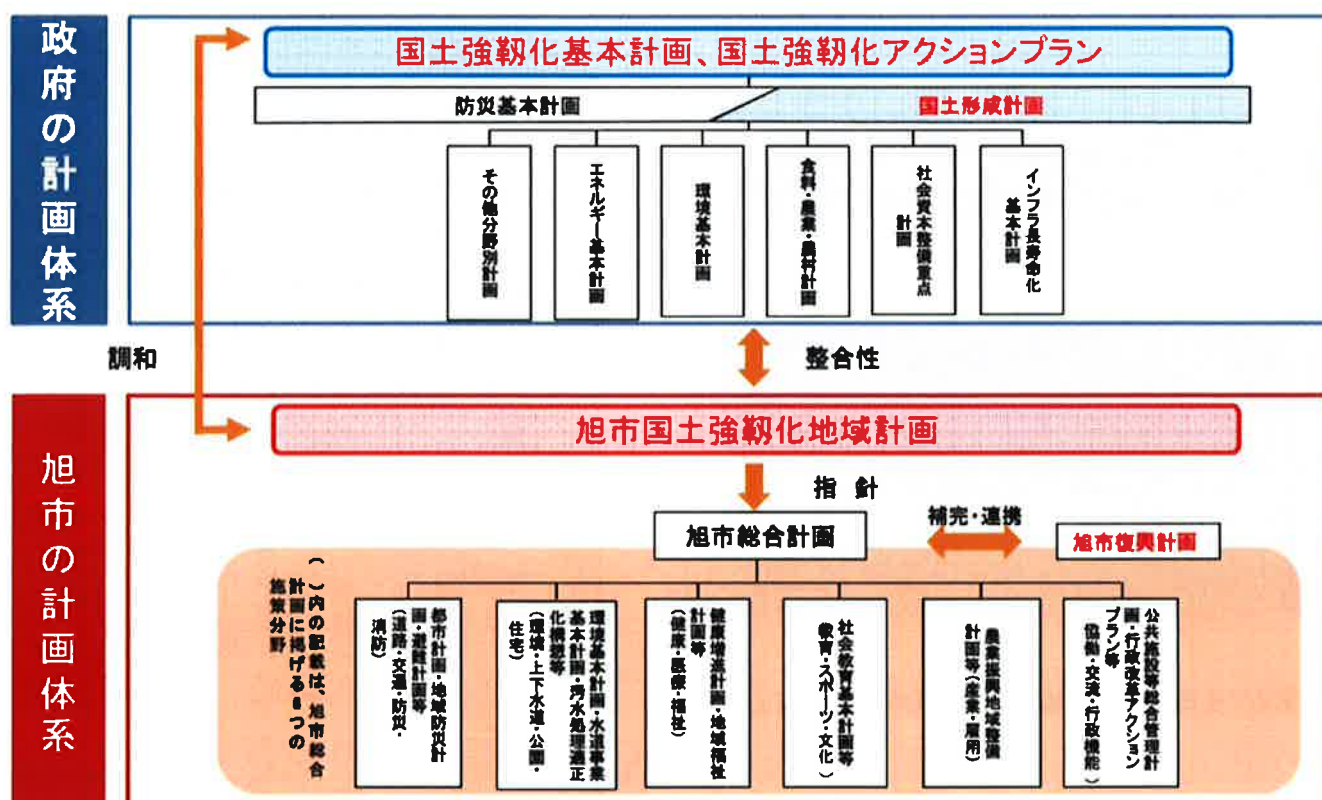 政府の計画体系
国土強靱化基本計画、国土強靱化アクションプラン
防災基本計画
国土形成計画
その他分野別計画
エネルギー基本計画
環境基本計画
食料・農業・農村計画
社会資本整備重点
計画
インフラ長寿命化
基本計画
調和
整合性
旭市の計画体系
旭市国土強靱化地域計画
指 針
旭市総合計画
補完・連携
旭市復興計画
( )内の記載は、旭市総合
計画に掲げる6つの
施策分野
都市計画・地域防災計
画・避難計画等
(道路・交通・防災・
消防)
環境基本計画・水道事業
基本計画・汚水処理適正
化構想等
(環境・上下水道・公園・
住宅)
健康増進計画・地域福祉
計画等
(健康・医療・福祉)
社会教育基本計画等
教育・スポーツ・文化)
農業振興地域整備
計画等(産業・雇用)
公共施設等総合管理計
画・行政改革アクション
プラン等
協働・交流・行政機能)